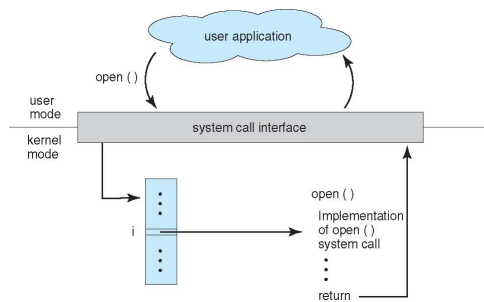 user application
open ( )
user
mode
system call interface
kernel
mode
i
open ( )
Implementation
of open ( )
system call
return